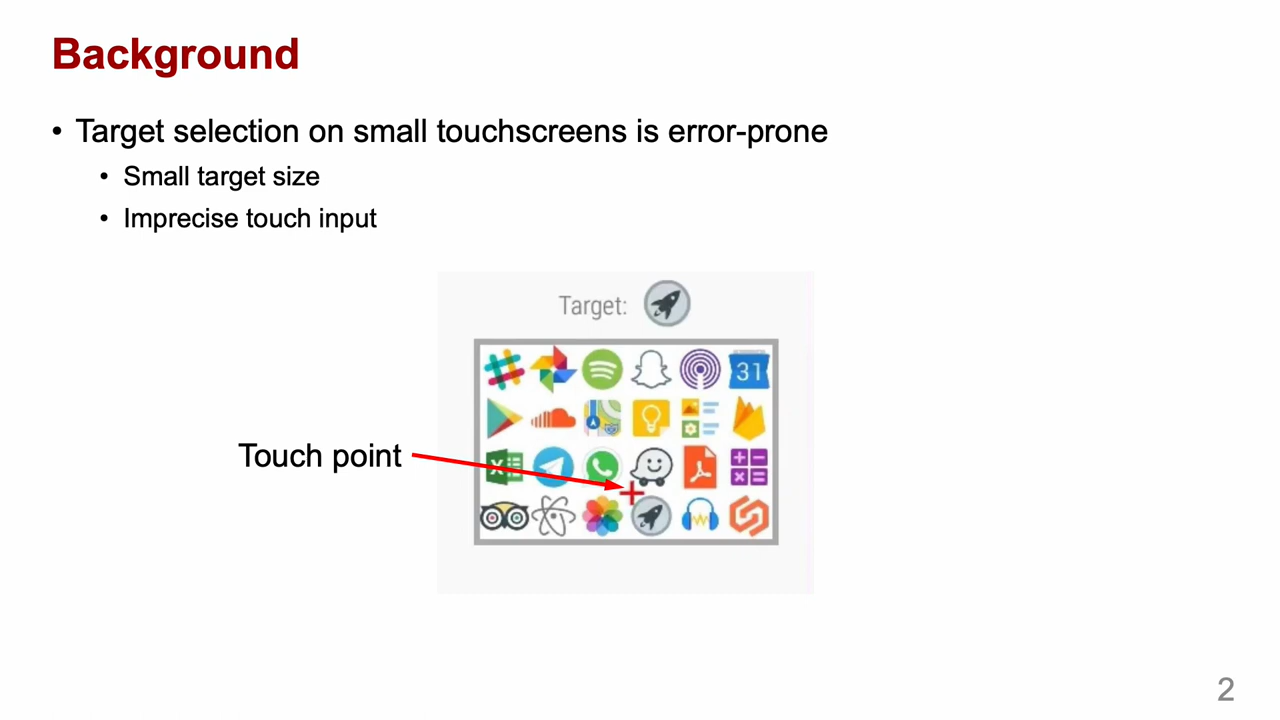 Background
• Target selection on small touchscreens is error-prone
• Small target size
• Imprecise touch input
Target:
31
Touch point
X
W
2